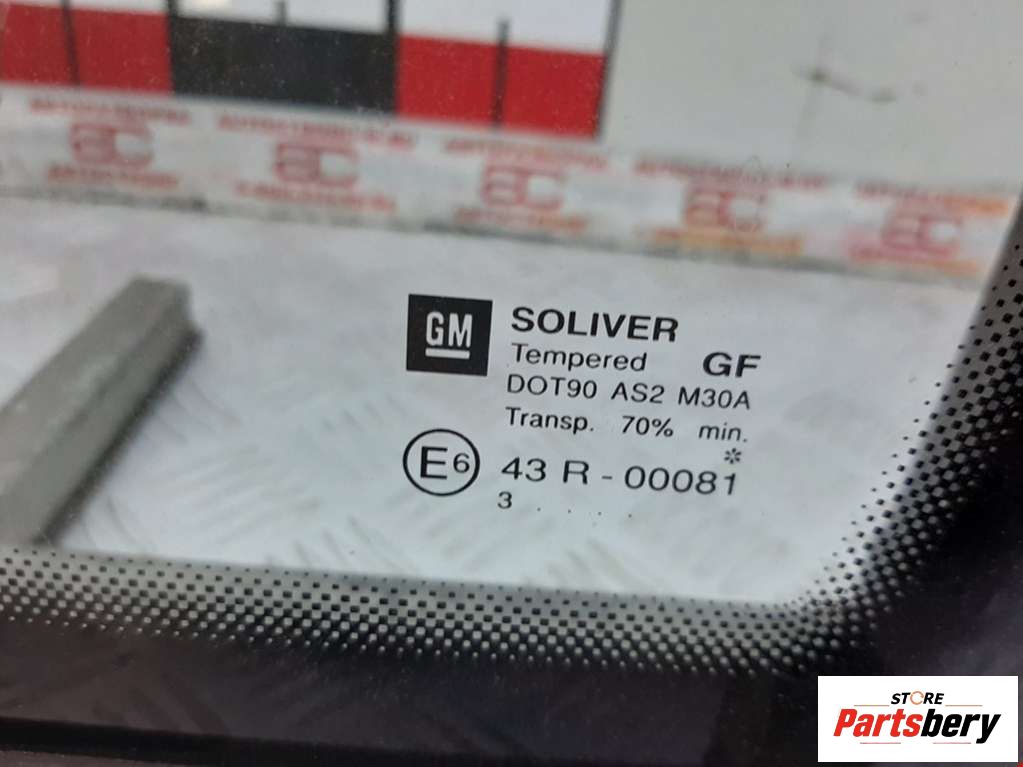 GM
SOLIVER
Tempered GF
DOT90 AS2 M30A
Transp. 70% min.
*
E6 43 R - 00081
3 . . . .
STORE
Partsbery